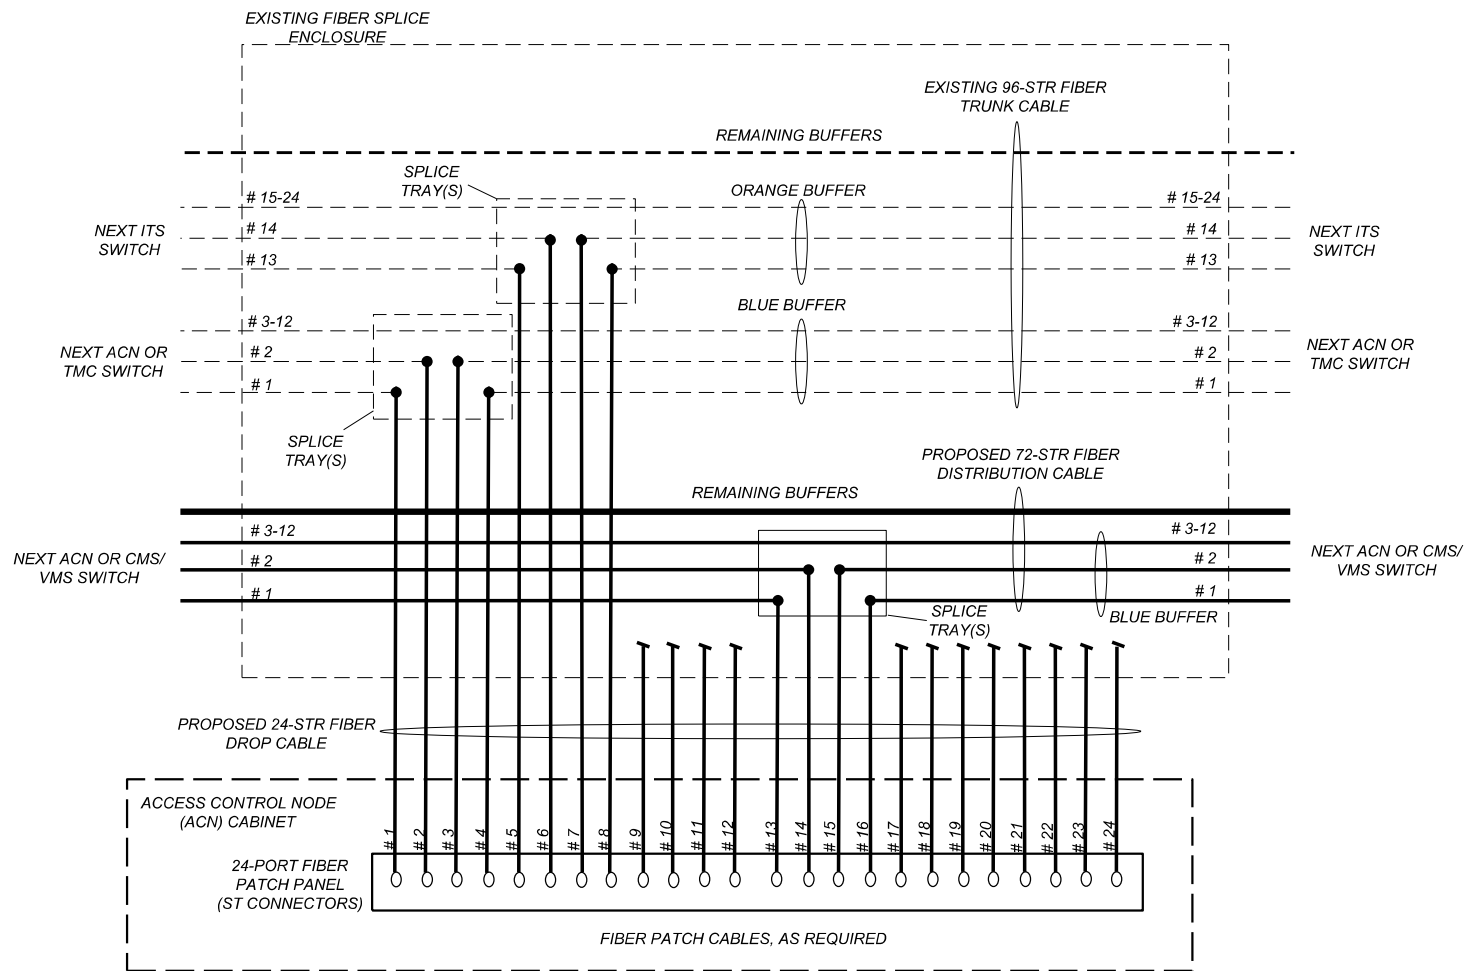 EXISTING FIBER SPLICE
ENCLOSURE
EXISTING 96-STR FIBER
TRUNK CABLE
REMAINING BUFFERS
SPLICE
TRAY(S)
ORANGE BUFFER
# 15-24
# 15-24
NEXT ITS
SWITCH
# 14
# 14
NEXT ITS
SWITCH
# 13
# 13
BLUE BUFFER
# 3-12
# 3-12
NEXT ACN OR
TMC SWITCH
# 2
# 2
NEXT ACN OR
TMC SWITCH
# 1
# 1
SPLICE
TRAY(S)
PROPOSED 72-STR FIBER
DISTRIBUTION CABLE
REMAINING BUFFERS
# 3-12
# 3-12
NEXT ACN OR CMS/
VMS SWITCH
# 2
# 2
NEXT ACN OR CMS/
VMS SWITCH
# 1
# 1
SPLICE
TRAY(S)
BLUE BUFFER
PROPOSED 24-STR FIBER
DROP CABLE
ACCESS CONTROL NODE
(ACN) CABINET
# 1
# 2
# 3
# 4
# 5
# 6
# 7
# 8
# 9
# 10
# 11
# 12
# 13
# 14
# 15
# 16
# 17
# 18
# 19
# 20
# 21
# 22
# 23
# 24
24-PORT FIBER
PATCH PANEL
(ST CONNECTORS)
FIBER PATCH CABLES, AS REQUIRED